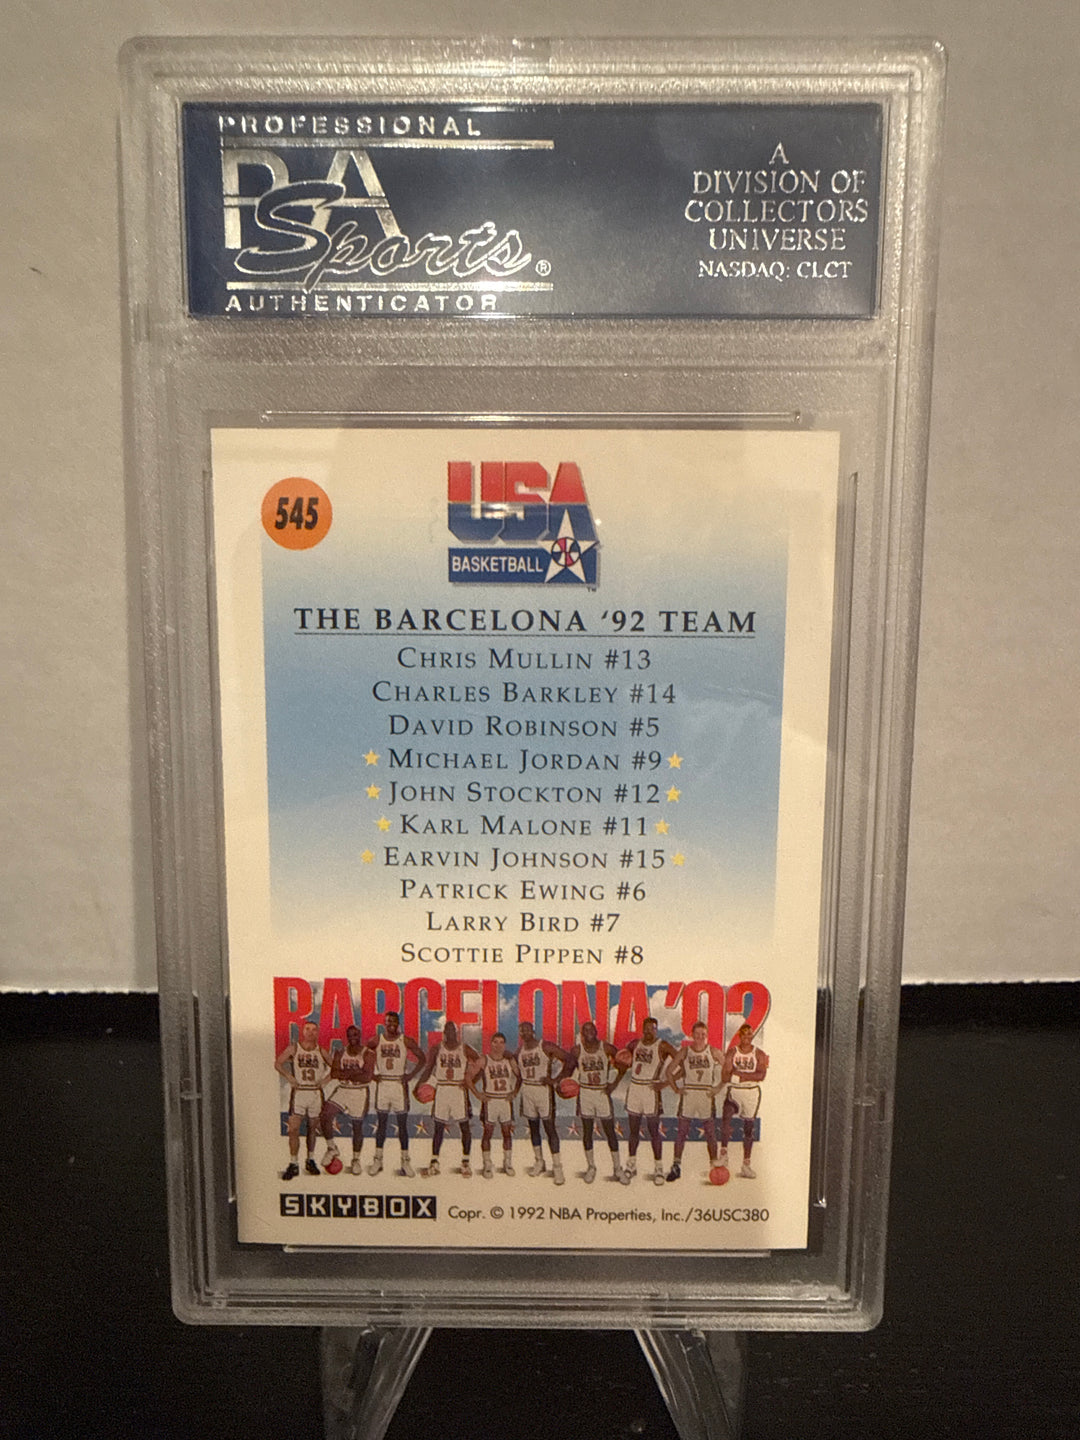 PROFESSIONAL
PSA
Sports®
AUTHENTICATOR
A
DIVISION OF
COLLECTORS
UNIVERSE
NASDAQ: CLCT
545
USA
BASKETBALL
™
THE BARCELONA '92 TEAM
CHRIS MULLIN #13
CHARLES BARKLEY #14
DAVID ROBINSON #5
MICHAEL JORDAN #9
JOHN STOCKTON #12
KARL MALONE #11
EARVIN JOHNSON #15
PATRICK EWING #6
LARRY BIRD #7
SCOTTIE PIPPEN #8
BARCELONA '92
SKYBOX Copr. © 1992 NBA Properties, Inc./36USC380